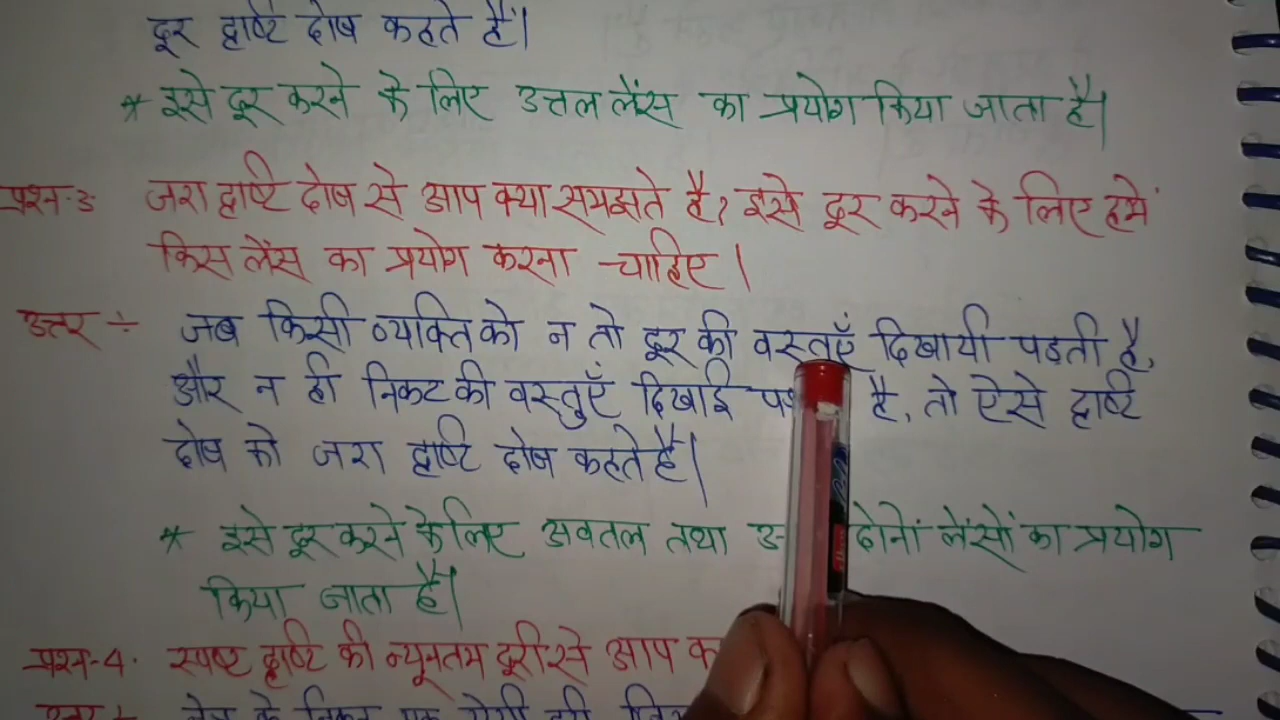 दूर दृष्टि दोष कहते हैं।
* इसे दूर करने के लिए उत्तल लेंस का प्रयोग किया जाता है।
प्रश्न-3 जरा दृष्टि दोष से आप क्या समझते है? इसे दूर करने के लिए हमें
किस लेंस का प्रयोग करना चाहिए।
उत्तर ÷ जब किसी व्यक्ति को न तो दूर की वस्तुएँ दिखायी पड़ती है,
और न ही निकट की वस्तुएँ दिखाई है, तो ऐसे दृष्टि
दोष को जरा दृष्टि दोष कहते है।
* इसे दूर करने के लिए अवतल तथा दोनों लेंसों का प्रयोग
किया जाता है।
प्रश्न-4. स्पष्ट दृष्टि की न्यूनतम दूरी से आप